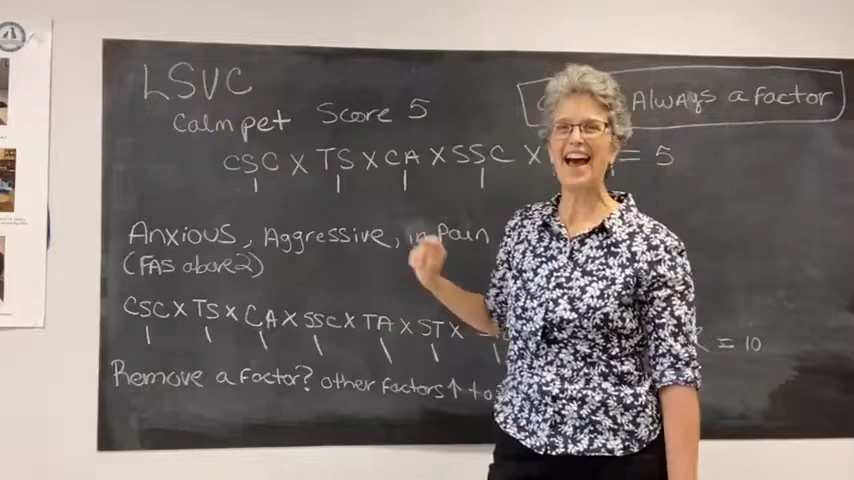 LSVC
Calm pet Score 5
Always a factor
CSC X TS X CA X SSC X = 5
Anxious, Aggressive, in Pain
(FAS above 2)
CSC X TS X CA X SSC X TA X ST X = 10
Remove a Factor? other factors ↑ to